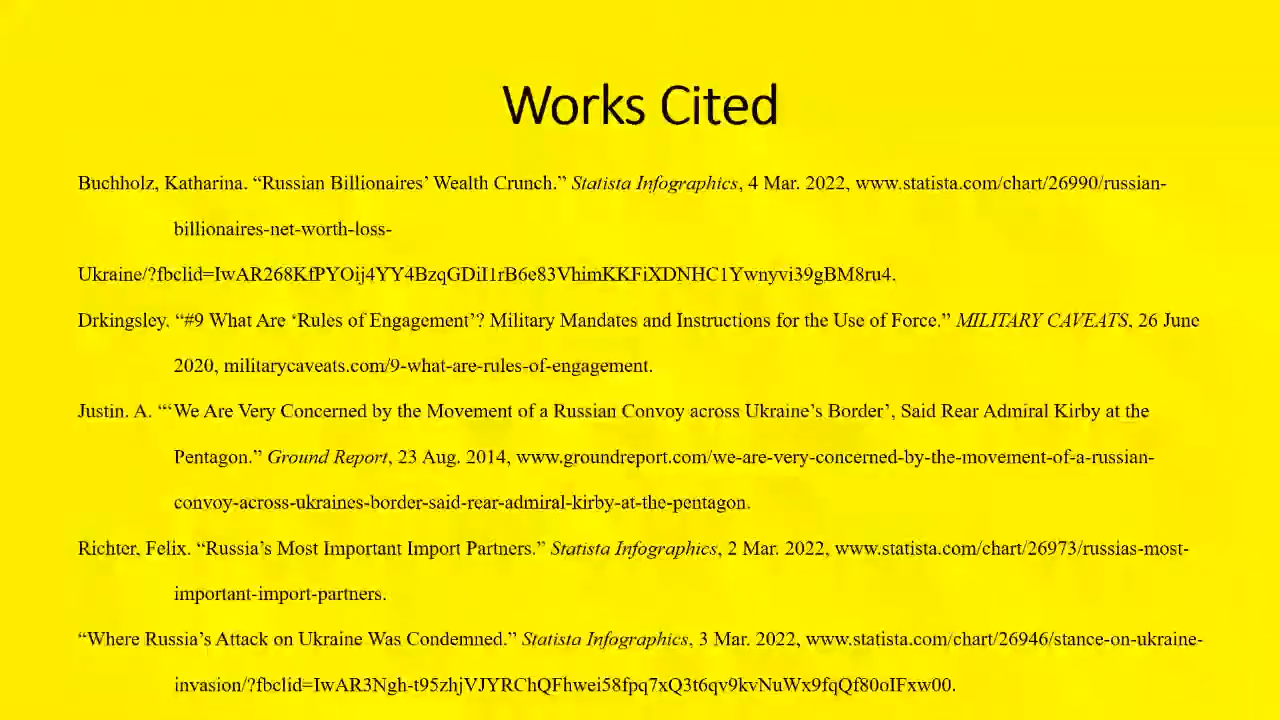 Works Cited
Buchholz, Katharina. “Russian Billionaires’ Wealth Crunch.” Statista Infographics, 4 Mar. 2022, www.statista.com/chart/26990/russian-
billionaires-net-worth-loss-
Ukraine/?fbclid=IwAR268KfPYOij4YY4BzqGDiI1rB6e83VhimKKFiXDNHC1Ywnyvi39gBM8ru4.
Drkingsley. “#9 What Are ‘Rules of Engagement’? Military Mandates and Instructions for the Use of Force.” MILITARY CAVEATS, 26 June
2020, militarycaveats.com/9-what-are-rules-of-engagement.
Justin. A. “‘We Are Very Concerned by the Movement of a Russian Convoy across Ukraine’s Border’, Said Rear Admiral Kirby at the
Pentagon.” Ground Report, 23 Aug. 2014, www.groundreport.com/we-are-very-concerned-by-the-movement-of-a-russian-
convoy-across-ukraines-border-said-rear-admiral-kirby-at-the-pentagon.
Richter, Felix. “Russia’s Most Important Import Partners.” Statista Infographics, 2 Mar. 2022, www.statista.com/chart/26973/russias-most-
important-import-partners.
“Where Russia’s Attack on Ukraine Was Condemned.” Statista Infographics, 3 Mar. 2022, www.statista.com/chart/26946/stance-on-ukraine-
invasion/?fbclid=IwAR3Ngh-t95zhjVJYRChQFhwei58fpq7xQ3t6qv9kvNuWx9fqQf80oIFxw00.